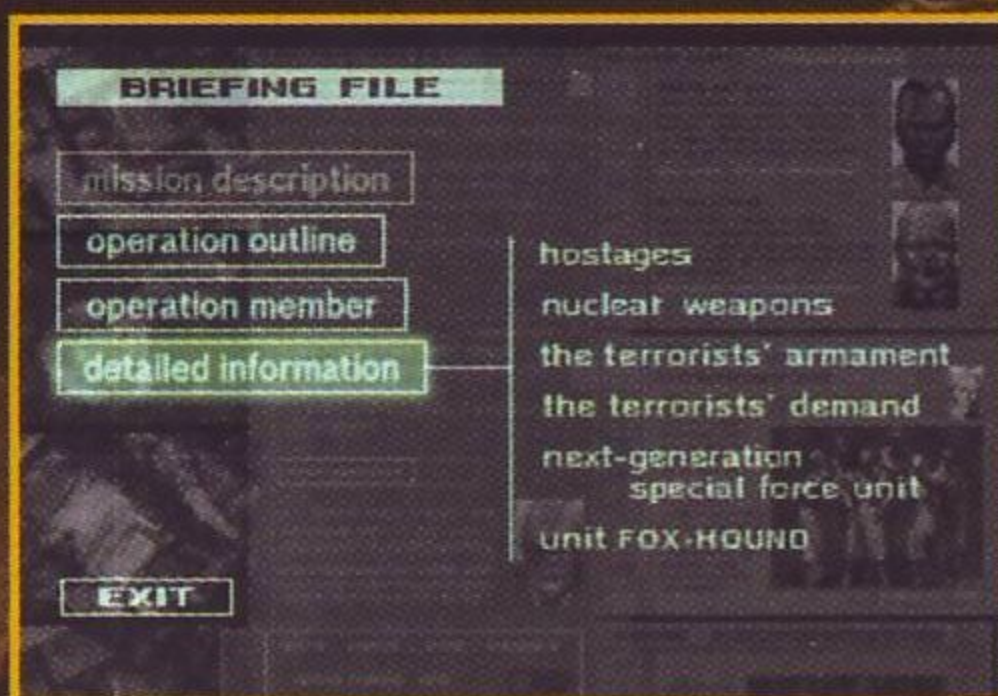 BRIEFING FILE
mission description
operation outline
operation member
detailed information
hostages
nuclear weapons
the terrorists' armament
the terrorists' demand
next-generation
special force unit
unit FOX-HOUND
EXIT